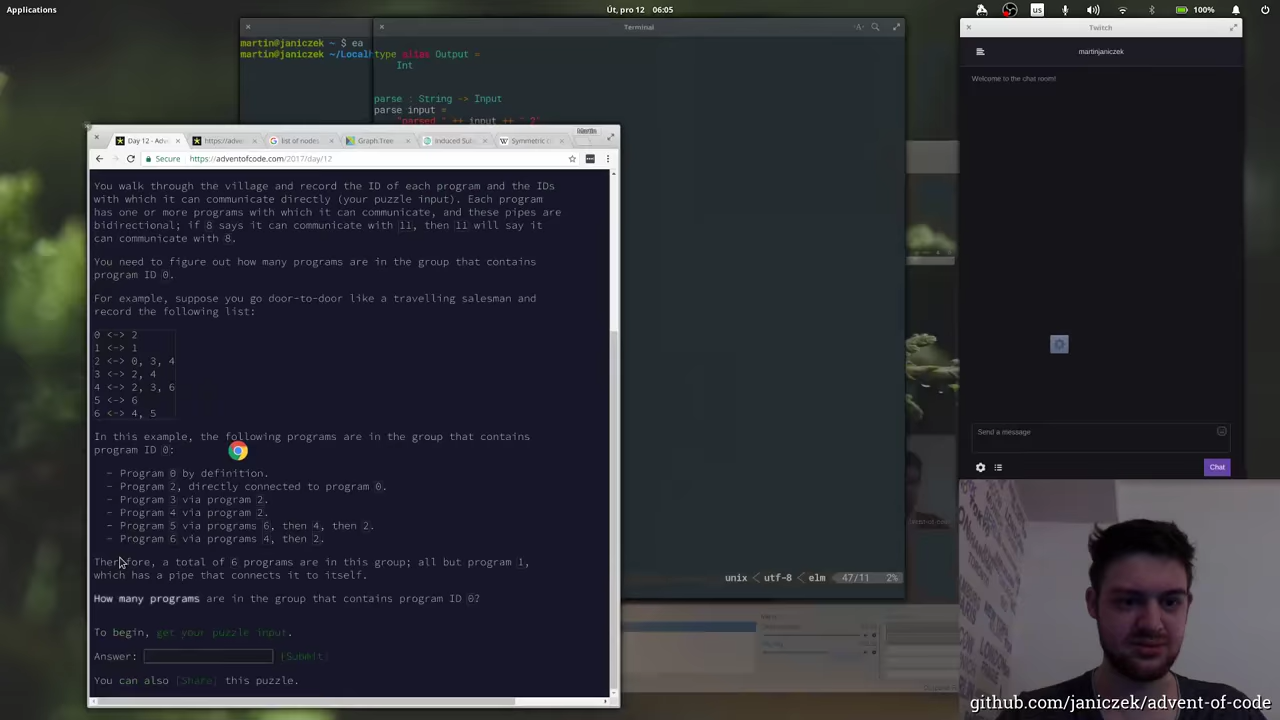 Applications
Út, pro 12 06:05
us
100%
martin@janiczek ~ $ ea
martin@janiczek ~/Local
Terminal
type alias Output =
Int
parse : String -> Input
parse input =
"parsed " ++ input ++ " 2"
unix < utf-8 < elm 47/11 2%
Martin
Day 12 - Adv
https://adven
list of nodes
Graph.Tree
Induced Sub
Symmetric
Secure https://adventofcode.com/2017/day/12
You walk through the village and record the ID of each program and the IDs
with which it can communicate directly (your puzzle input). Each program
has one or more programs with which it can communicate, and these pipes are
bidirectional; if 8 says it can communicate with 11, then 11 will say it
can communicate with 8.
You need to figure out how many programs are in the group that contains
program ID 0.
For example, suppose you go door-to-door like a travelling salesman and
record the following list:
0 <-> 2
1 <-> 1
2 <-> 0, 3, 4
3 <-> 2, 4
4 <-> 2, 3, 6
5 <-> 6
6 <-> 4, 5
In this example, the following programs are in the group that contains
program ID 0:
- Program 0 by definition.
- Program 2, directly connected to program 0.
- Program 3 via program 2.
- Program 4 via program 2.
- Program 5 via programs 6, then 4, then 2.
- Program 6 via programs 4, then 2.
Therefore, a total of 6 programs are in this group; all but program 1,
which has a pipe that connects it to itself.
How many programs are in the group that contains program ID 0?
To begin, get your puzzle input.
Answer: [Submit]
You can also [Share] this puzzle.
Twitch
martinjaniczek
Welcome to the chat room!
Send a message
Chat
github.com/janiczek/advent-of-code